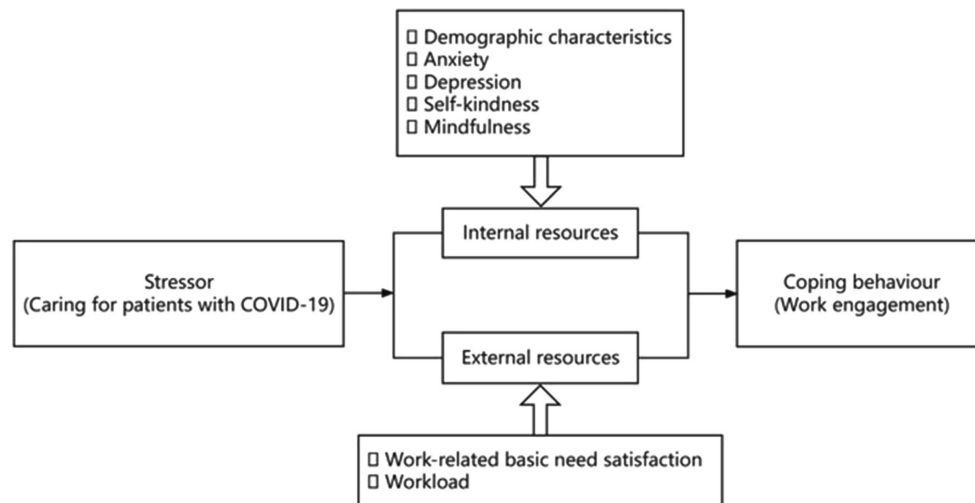 ▯ Demographic characteristics
▯ Anxiety
▯ Depression
▯ Self-kindness
▯ Mindfulness
Internal resources
Stressor
(Caring for patients with COVID-19)
Coping behaviour
(Work engagement)
External resources
▯ Work-related basic need satisfaction
▯ Workload